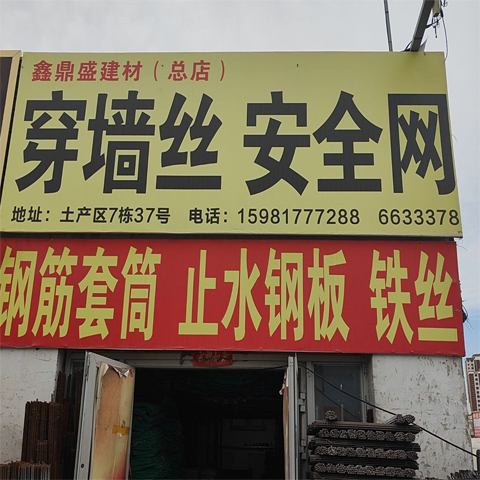 鑫鼎盛建材（总店）
穿墙丝 安全网
地址：土产区7栋37号 电话：15981777288 6633378
钢筋套筒 止水钢板 铁丝